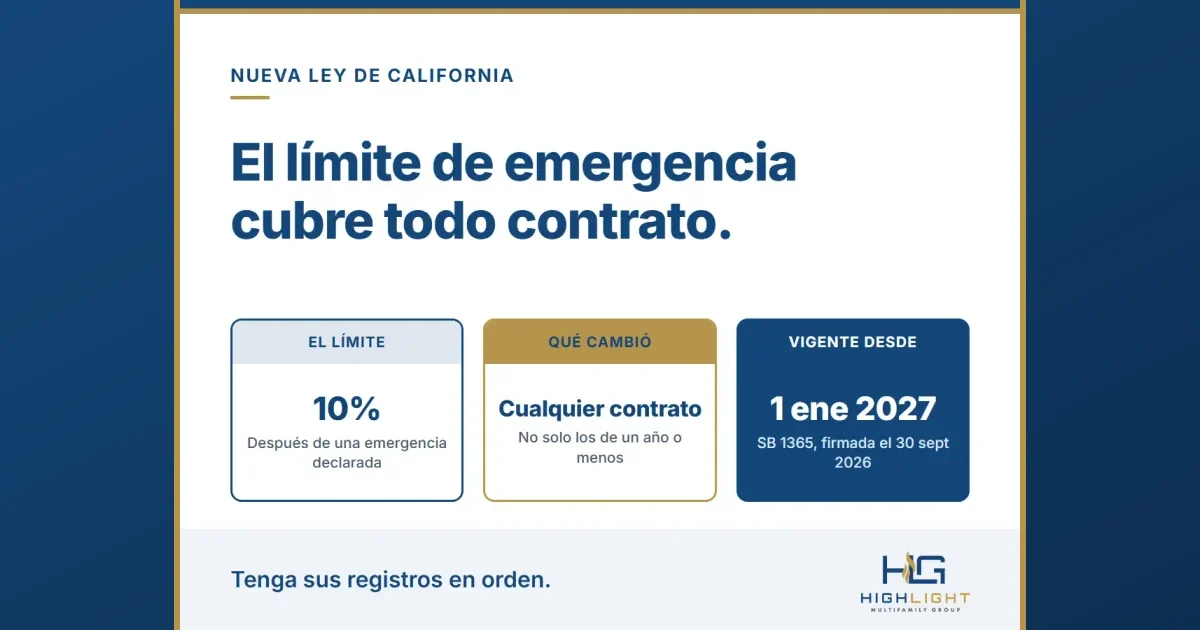 NUEVA LEY DE CALIFORNIA
El límite de emergencia
cubre todo contrato.
EL LÍMITE
10%
Después de una emergencia
declarada
QUÉ CAMBIÓ
Cualquier contrato
No solo los de un año o
menos
VIGENTE DESDE
1 ene 2027
SB 1365, firmada el 30 sept
2026
Tenga sus registros en orden.
HLG
HIGHLIGHT
MULTIFAMILY GROUP